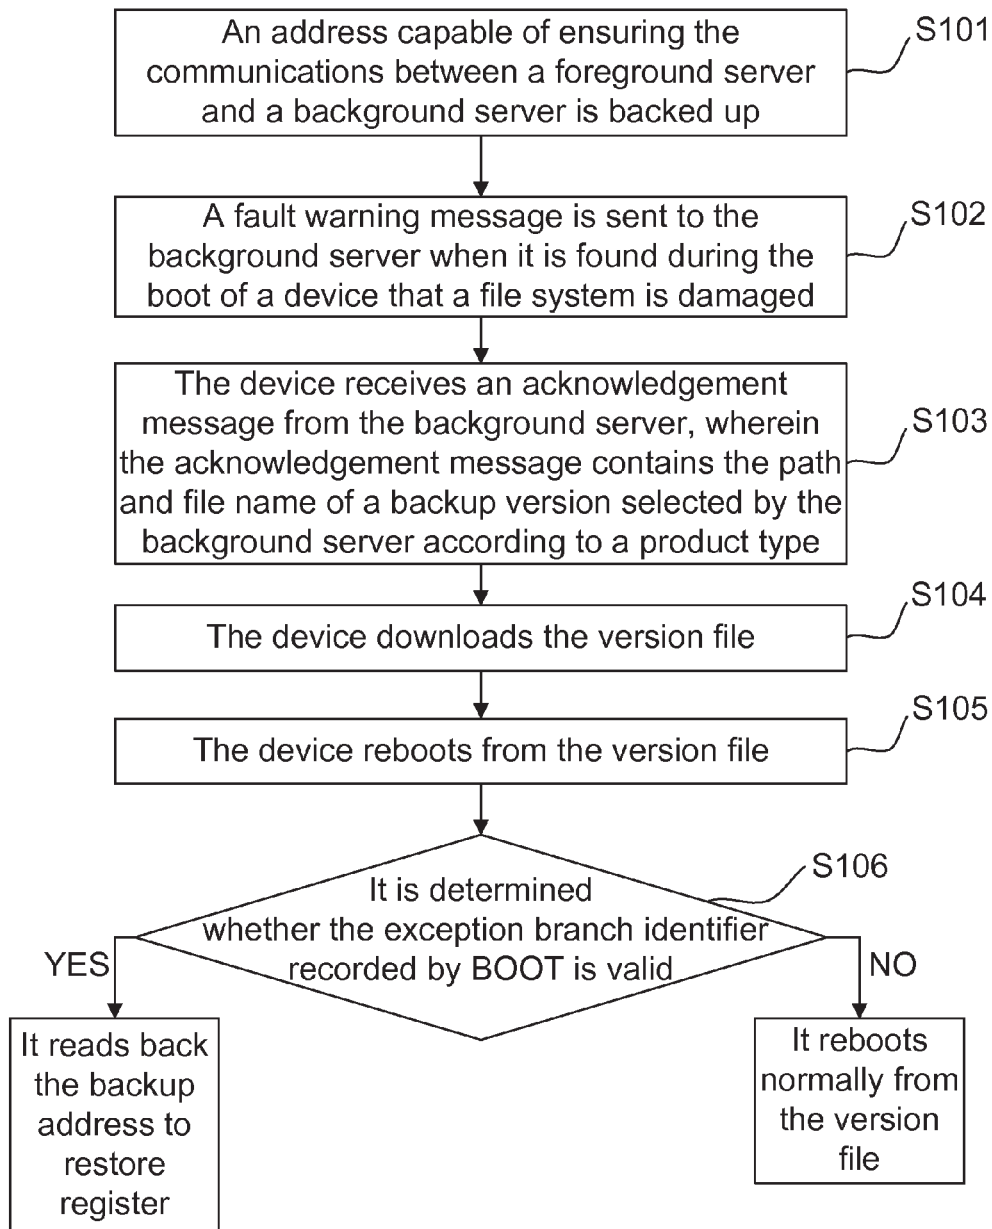 An address capable of ensuring the
communications between a foreground server
and a background server is backed up
S101
A fault warning message is sent to the
background server when it is found during the
boot of a device that a file system is damaged
S102
The device receives an acknowledgement
message from the background server, wherein
the acknowledgement message contains the path
and file name of a backup version selected by the
background server according to a product type
S103
The device downloads the version file
S104
The device reboots from the version file
S105
It is determined
whether the exception branch identifier
recorded by BOOT is valid
S106
YES
NO
It reads back
the backup
address to
restore
register
It reboots
normally from
the version
file